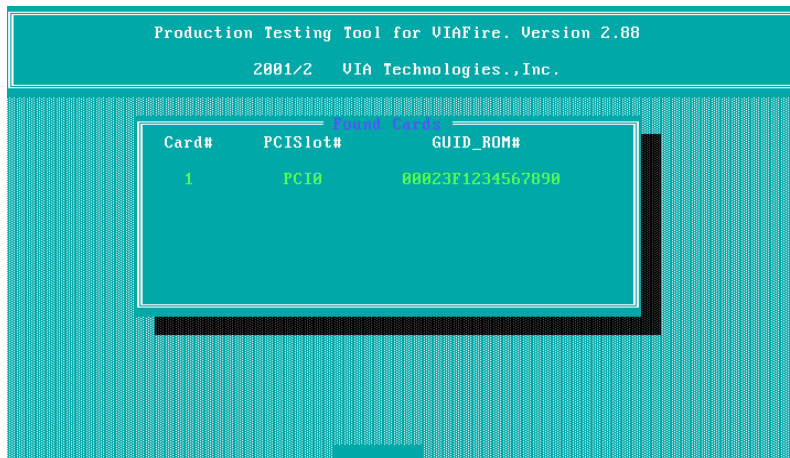 Production Testing Tool for VIAFire. Version 2.88
2001/2 VIA Technologies.,Inc.
Found Cards
Card# PCISlot# GUID_ROM#
1 PCI0 00023F1234567890